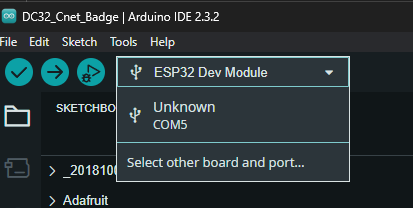 DC32_Cnet_Badge | Arduino IDE 2.3.2
File Edit Sketch Tools Help
ESP32 Dev Module
SKETCHBO
Unknown
COM5
Select other board and port...
_2018100
Adafruit